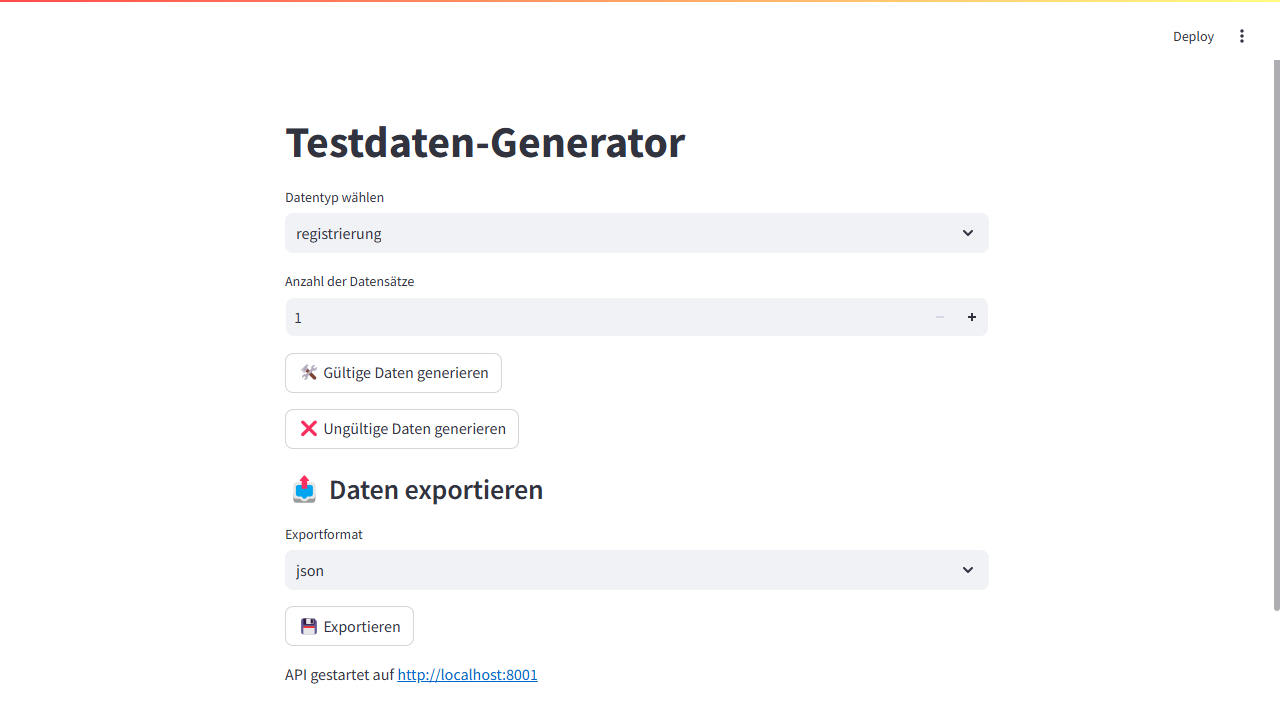 Deploy
Testdaten-Generator
Datentyp wählen
registrierung
Anzahl der Datensätze
1
🛠️ Gültige Daten generieren
❌ Ungültige Daten generieren
📤 Daten exportieren
Exportformat
json
💾 Exportieren
API gestartet auf http://localhost:8001